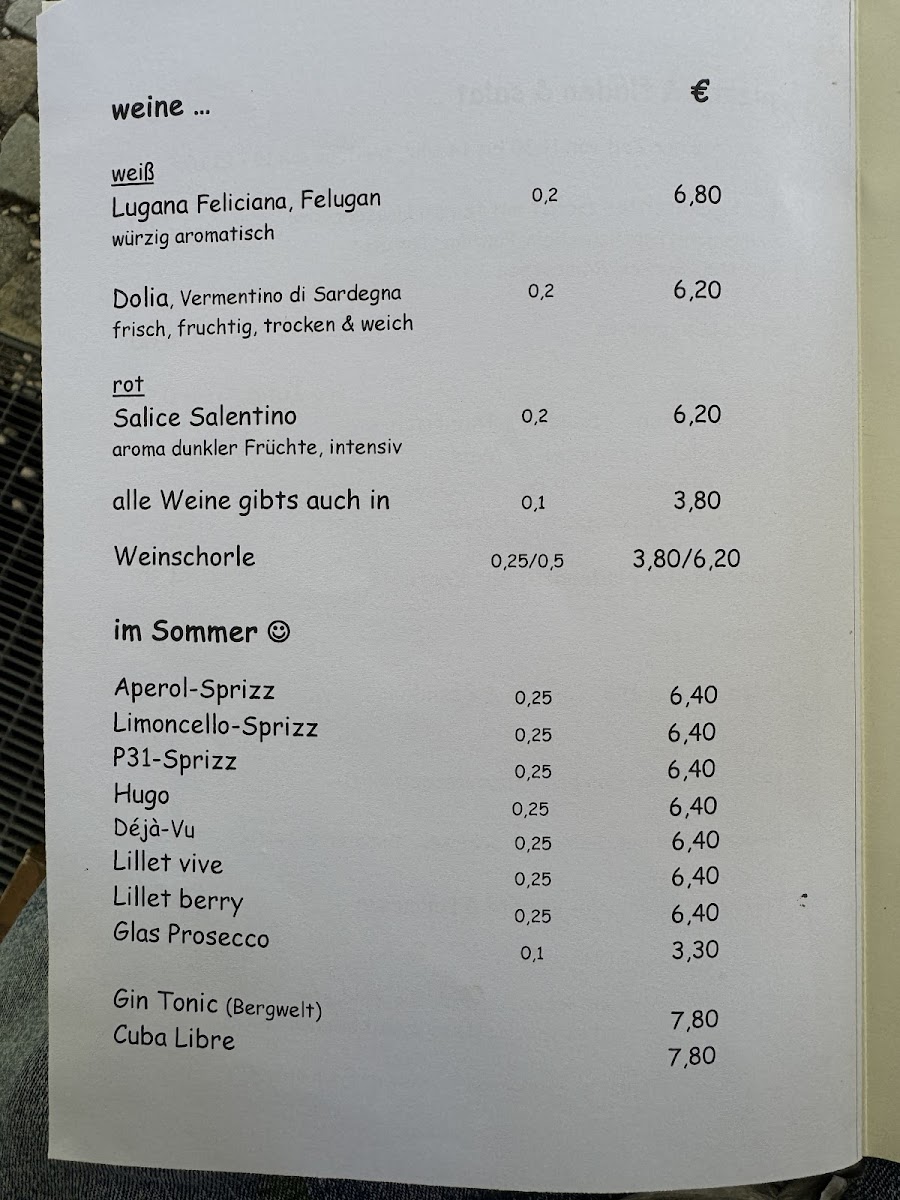 weine ... €
weiß
Lugana Feliciana, Felugan 0,2 6,80
würzig aromatisch
Dolia, Vermentino di Sardegna 0,2 6,20
frisch, fruchtig, trocken & weich
rot
Salice Salentino 0,2 6,20
aroma dunkler Früchte, intensiv
alle Weine gibts auch in 0,1 3,80
Weinschorle 0,25/0,5 3,80/6,20
im Sommer ☺
Aperol-Sprizz 0,25 6,40
Limoncello-Sprizz 0,25 6,40
P31-Sprizz 0,25 6,40
Hugo 0,25 6,40
Déjà-Vu 0,25 6,40
Lillet vive 0,25 6,40
Lillet berry 0,25 6,40
Glas Prosecco 0,1 3,30
Gin Tonic (Bergwelt) 7,80
Cuba Libre 7,80